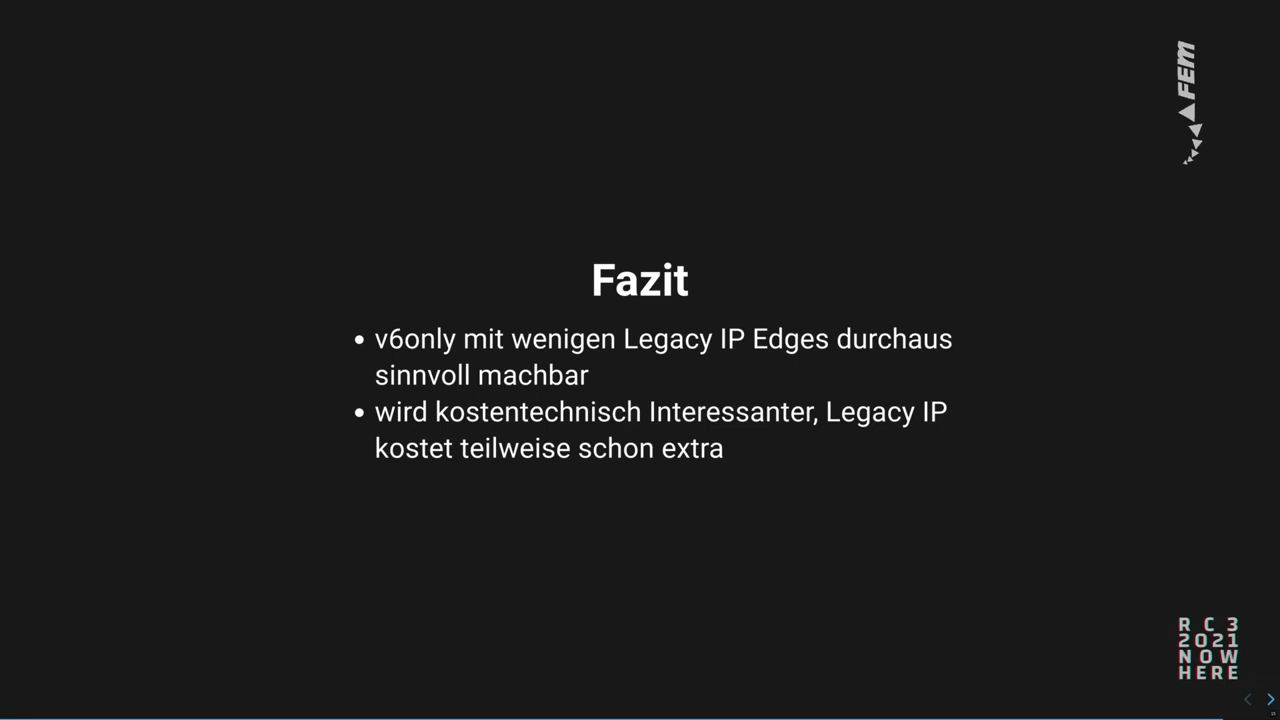 FEM
Fazit
• v6only mit wenigen Legacy IP Edges durchaus
sinnvoll machbar
• wird kostentechnisch Interessanter, Legacy IP
kostet teilweise schon extra
R C 3
2021
NOW
HERE